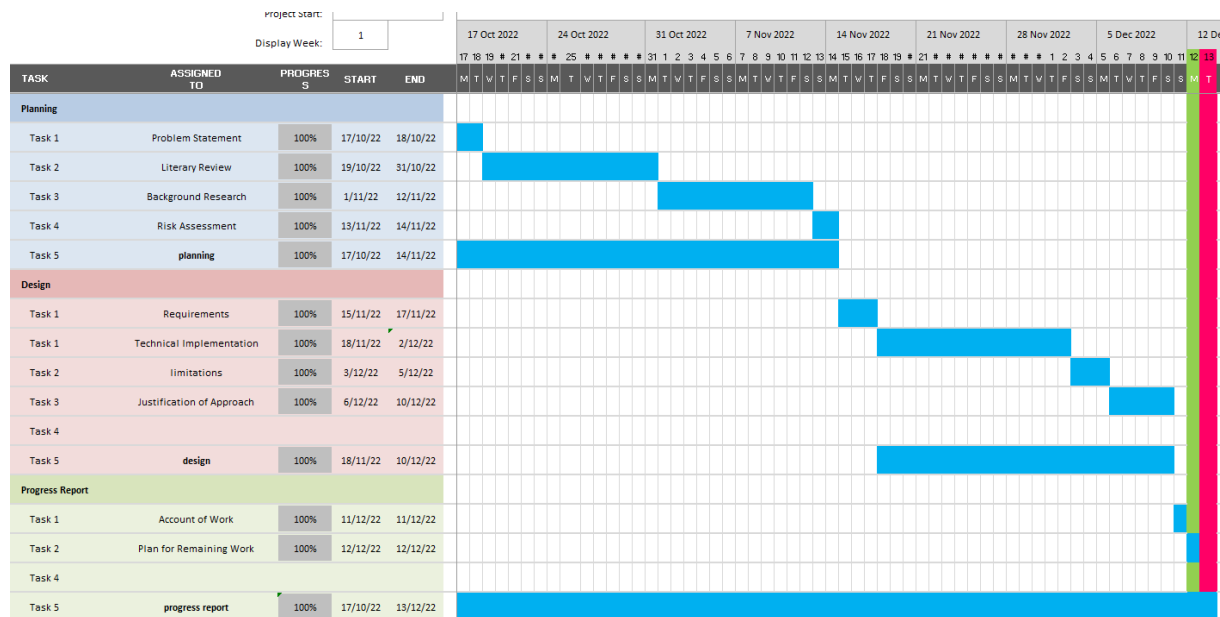 Project Start:
Display Week: 1
17 Oct 2022 24 Oct 2022 31 Oct 2022 7 Nov 2022 14 Nov 2022 21 Nov 2022 28 Nov 2022 5 Dec 2022 12 De
17 18 19 # 21 # # # 25 # # # # # 31 1 2 3 4 5 6 7 8 9 10 11 12 13 14 15 16 17 18 19 # 21 # # # # # # # # 1 2 3 4 5 6 7 8 9 10 11 12 13
TASK ASSIGNED TO PROGRES S START END M T W T F S S M T W T F S S M T W T F S S M T W T F S S M T W T F S S M T W T F S S M T W T F S S M T W T F S S M T
Planning
Task 1 Problem Statement 100% 17/10/22 18/10/22
Task 2 Literary Review 100% 19/10/22 31/10/22
Task 3 Background Research 100% 1/11/22 12/11/22
Task 4 Risk Assessment 100% 13/11/22 14/11/22
Task 5 planning 100% 17/10/22 14/11/22
Design
Task 1 Requirements 100% 15/11/22 17/11/22
Task 1 Technical Implementation 100% 18/11/22 2/12/22
Task 2 limitations 100% 3/12/22 5/12/22
Task 3 Justification of Approach 100% 6/12/22 10/12/22
Task 4
Task 5 design 100% 18/11/22 10/12/22
Progress Report
Task 1 Account of Work 100% 11/12/22 11/12/22
Task 2 Plan for Remaining Work 100% 12/12/22 12/12/22
Task 4
Task 5 progress report 100% 17/10/22 13/12/22